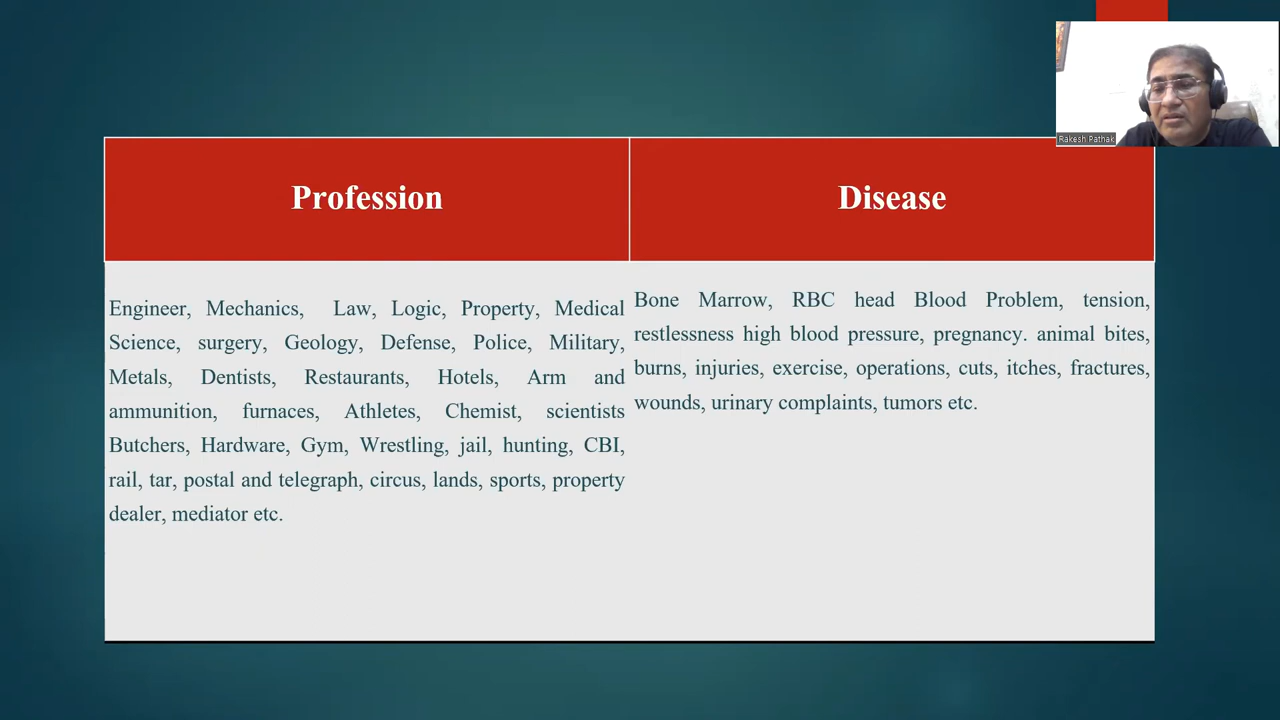 Rakesh Pathak
Profession
Disease
Engineer, Mechanics, Law, Logic, Property, Medical
Science, surgery, Geology, Defense, Police, Military,
Metals, Dentists, Restaurants, Hotels, Arm and
ammunition, furnaces, Athletes, Chemist, scientists
Butchers, Hardware, Gym, Wrestling, jail, hunting, CBI,
rail, tar, postal and telegraph, circus, lands, sports, property
dealer, mediator etc.
Bone Marrow, RBC head Blood Problem, tension,
restlessness high blood pressure, pregnancy. animal bites,
burns, injuries, exercise, operations, cuts, itches, fractures,
wounds, urinary complaints, tumors etc.